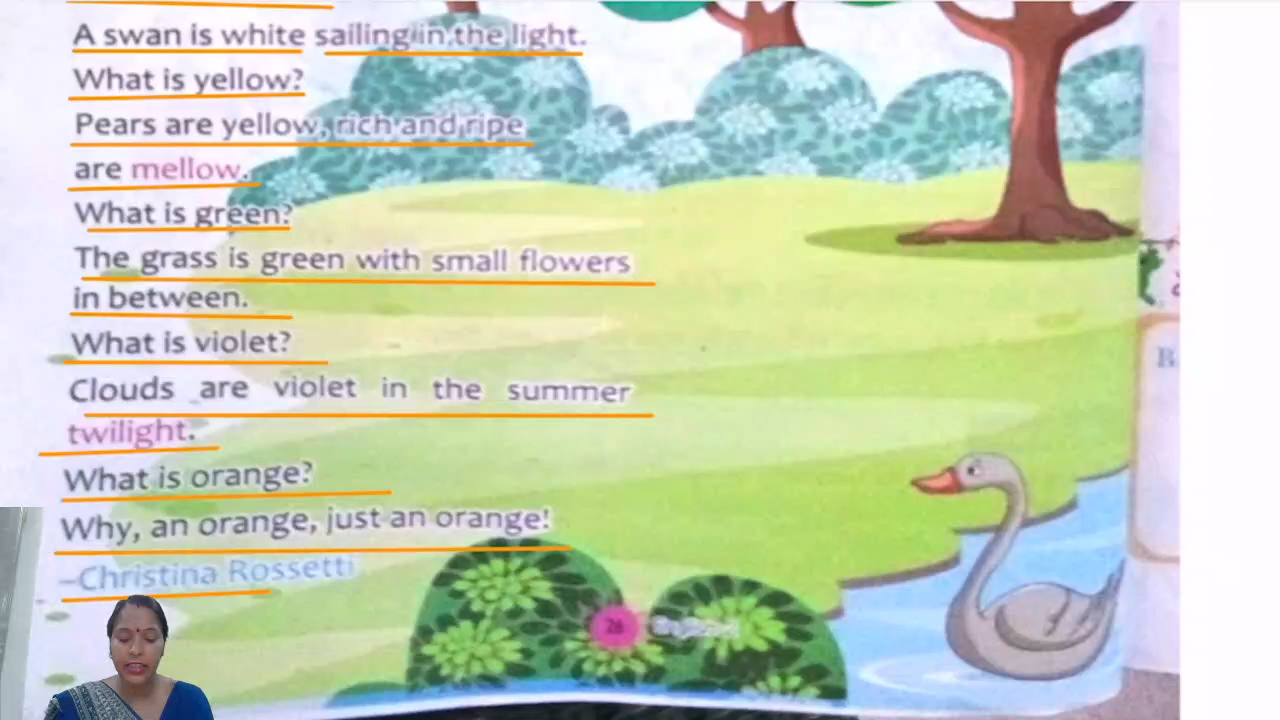 A swan is white sailing in the light.
What is yellow?
Pears are yellow, rich and ripe
are mellow.
What is green?
The grass is green with small flowers
in between.
What is violet?
Clouds are violet in the summer
twilight.
What is orange?
Why, an orange, just an orange!
–Christina Rossetti
26